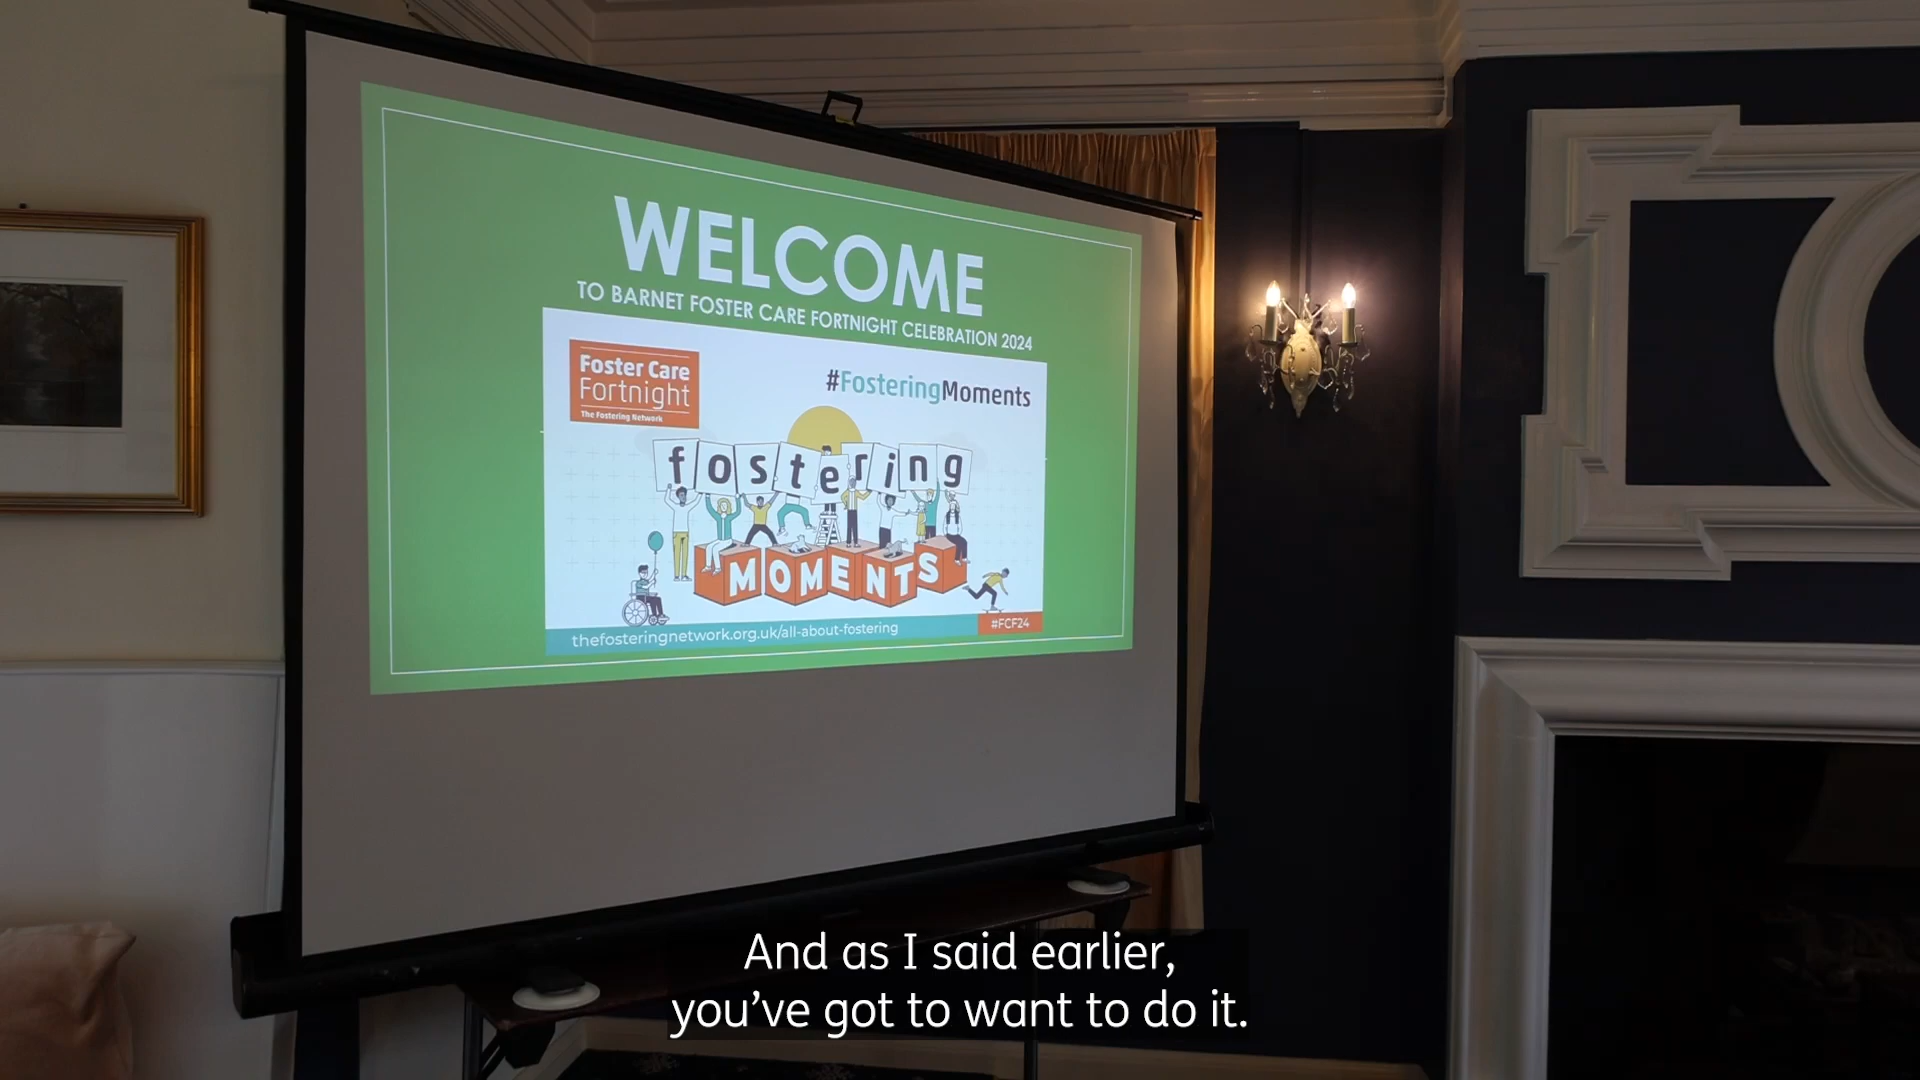 WELCOME
TO BARNET FOSTER CARE FORTNIGHT CELEBRATION 2024
Foster Care
Fortnight
The Fostering Network
#FosteringMoments
fostering
MOMENTS
thefosteringnetwork.org.uk/all-about-fostering
#FCF24
And as I said earlier,
you’ve got to want to do it.